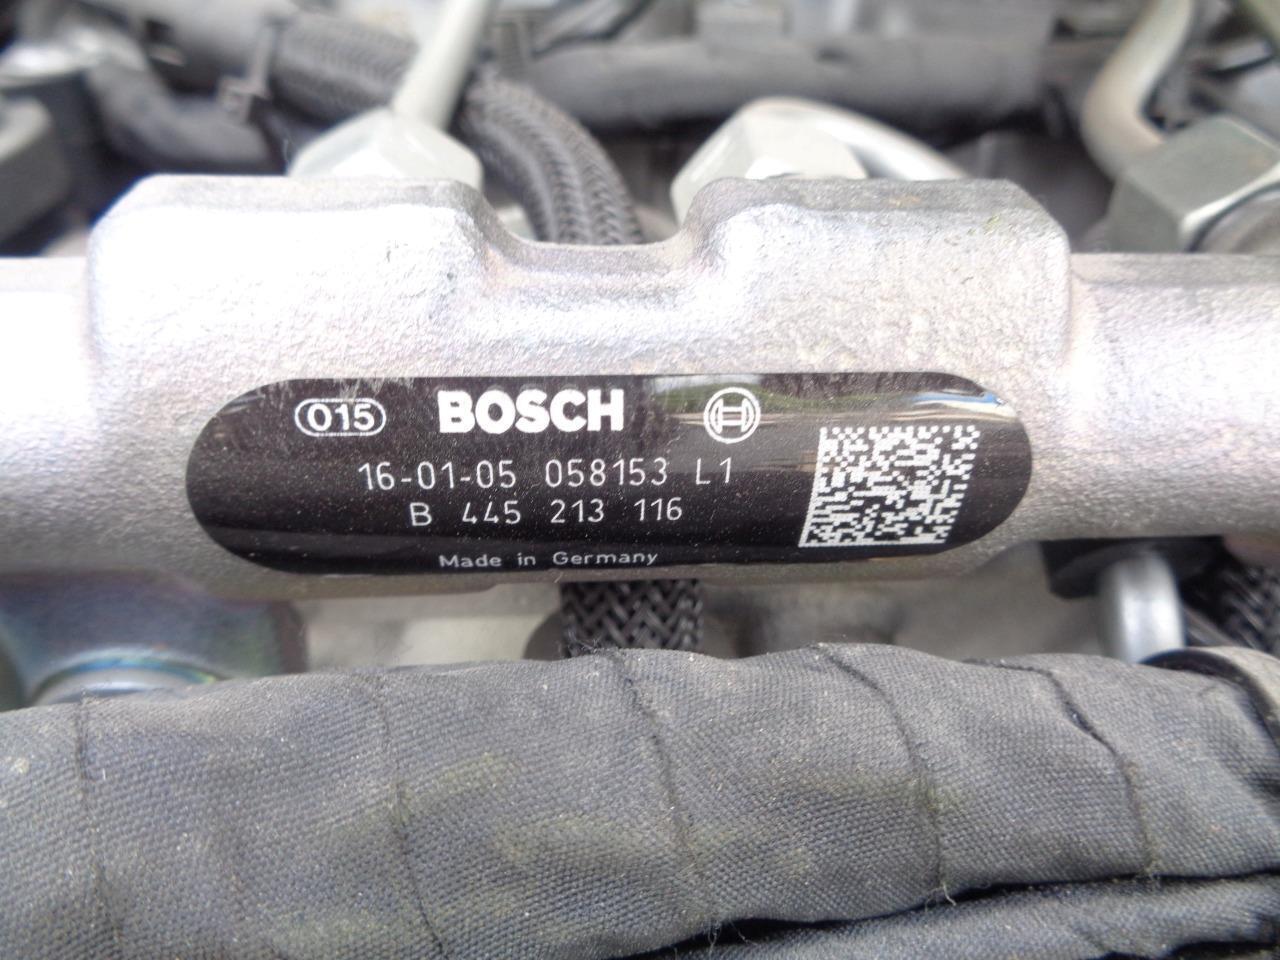 015 BOSCH
16-01-05 058153 L1
B 445 213 116
Made in Germany